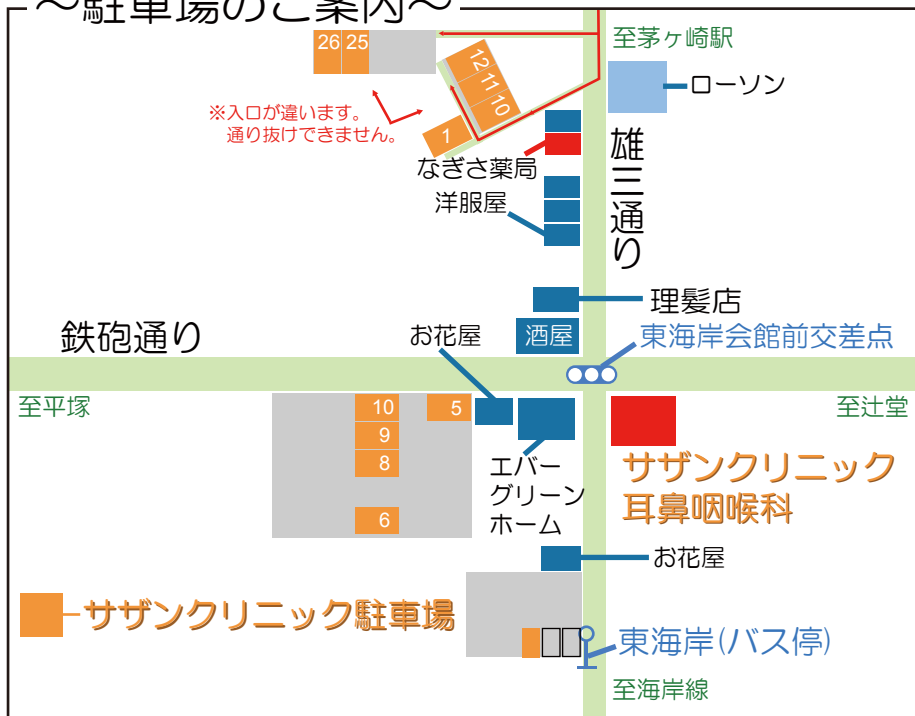 ～駐車場のご案内～
至茅ヶ崎駅
26 25
12
11
10
1
ローソン
※入口が違います。
通り抜けできません。
なぎさ薬局
洋服屋
雄三通り
理髪店
鉄砲通り
お花屋
酒屋
東海岸会館前交差点
至平塚
至辻堂
10
5
9
8
6
エバー
グリーン
ホーム
サザンクリニック
耳鼻咽喉科
お花屋
サザンクリニック駐車場
東海岸(バス停)
至海岸線